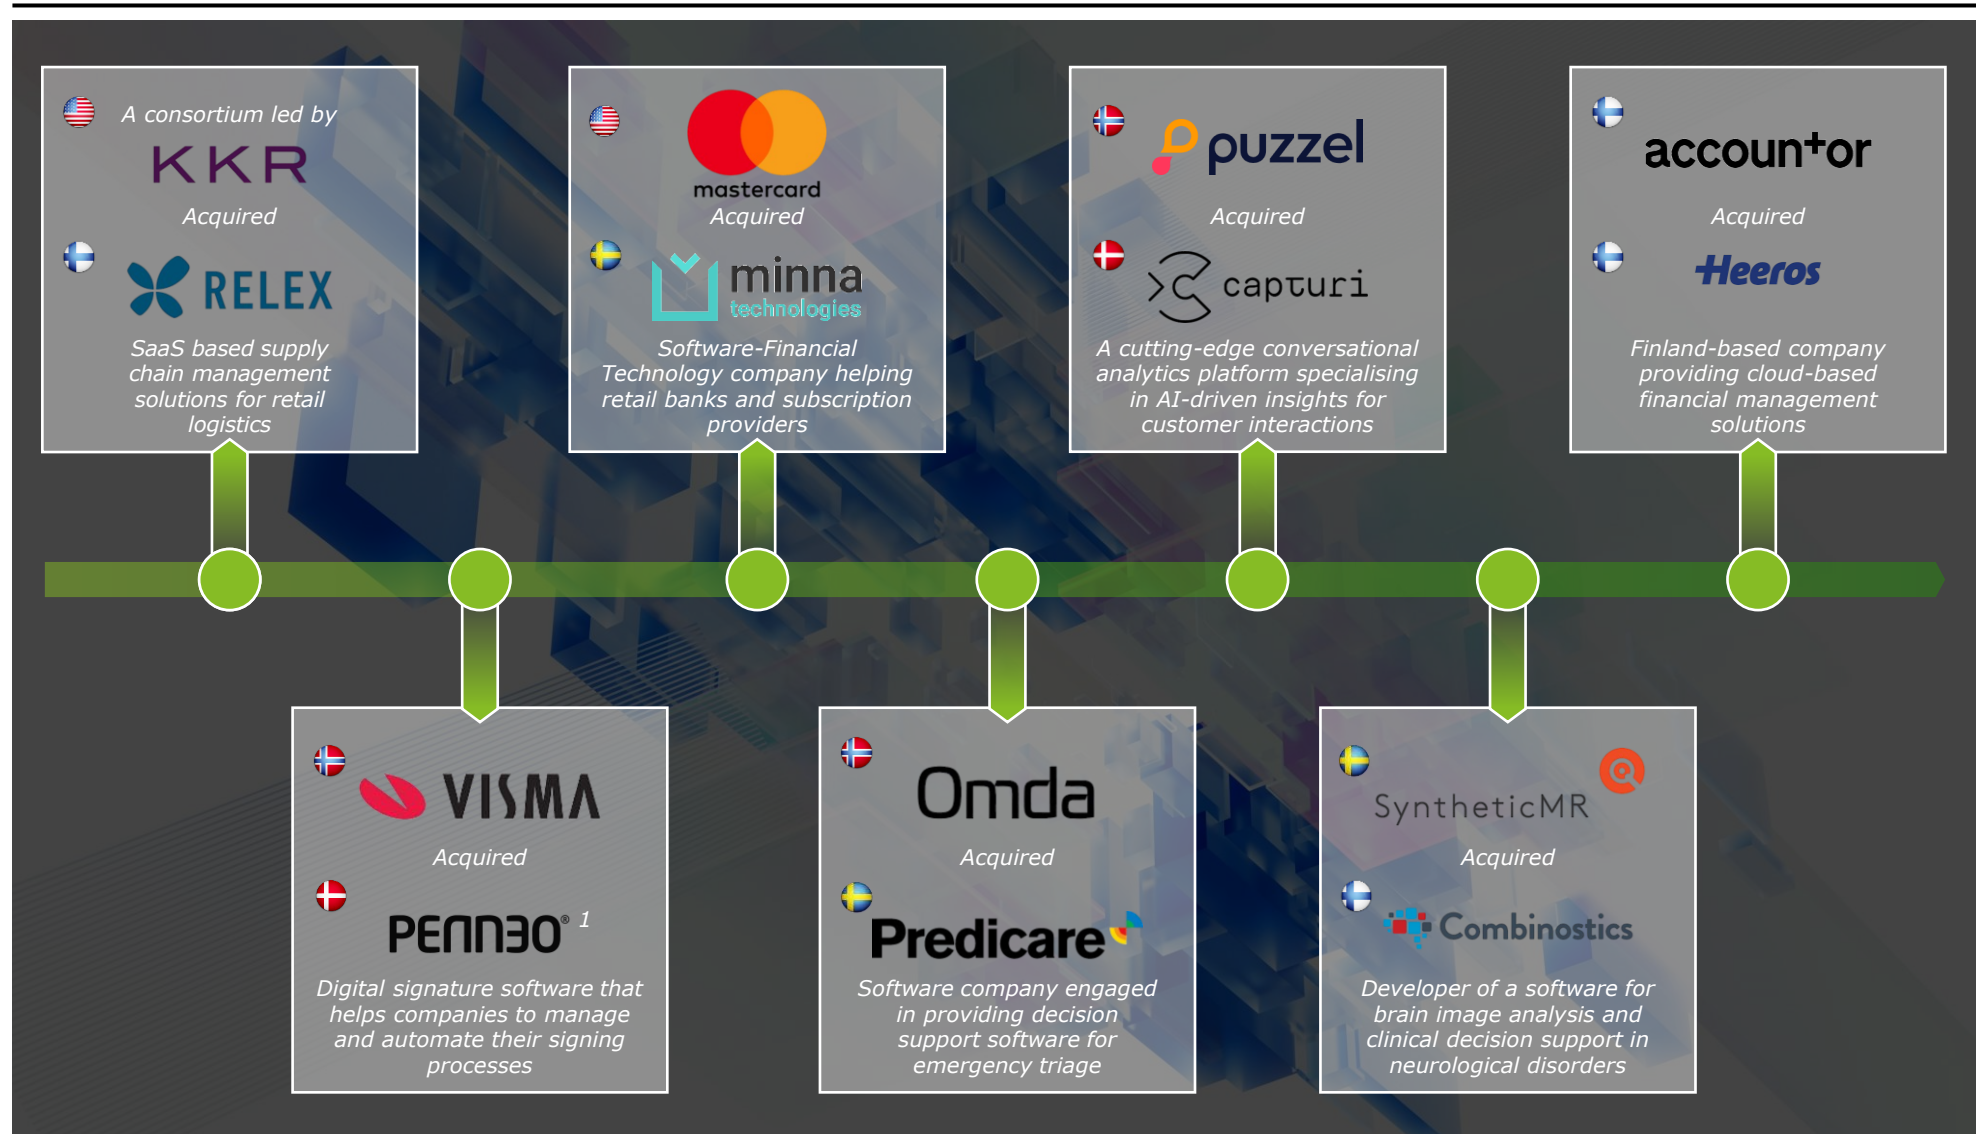 A consortium led by
KKR
Acquired
RELEX
SaaS based supply
chain management
solutions for retail
logistics
mastercard
Acquired
minna
technologies
Software-Financial
Technology company helping
retail banks and subscription
providers
puzzel
Acquired
capturi
A cutting-edge conversational
analytics platform specialising
in AI-driven insights for
customer interactions
accountor
Acquired
Heeros
Finland-based company
providing cloud-based
financial management
solutions
VISMA
Acquired
PENNEO® 1
Digital signature software that
helps companies to manage
and automate their signing
processes
Omda
Acquired
Predicare
Software company engaged
in providing decision
support software for
emergency triage
SyntheticMR
Acquired
Combinostics
Developer of a software for
brain image analysis and
clinical decision support in
neurological disorders